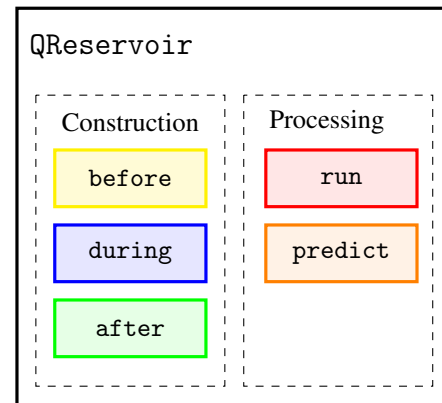 QReservoir
Construction
before
during
after
Processing
run
predict